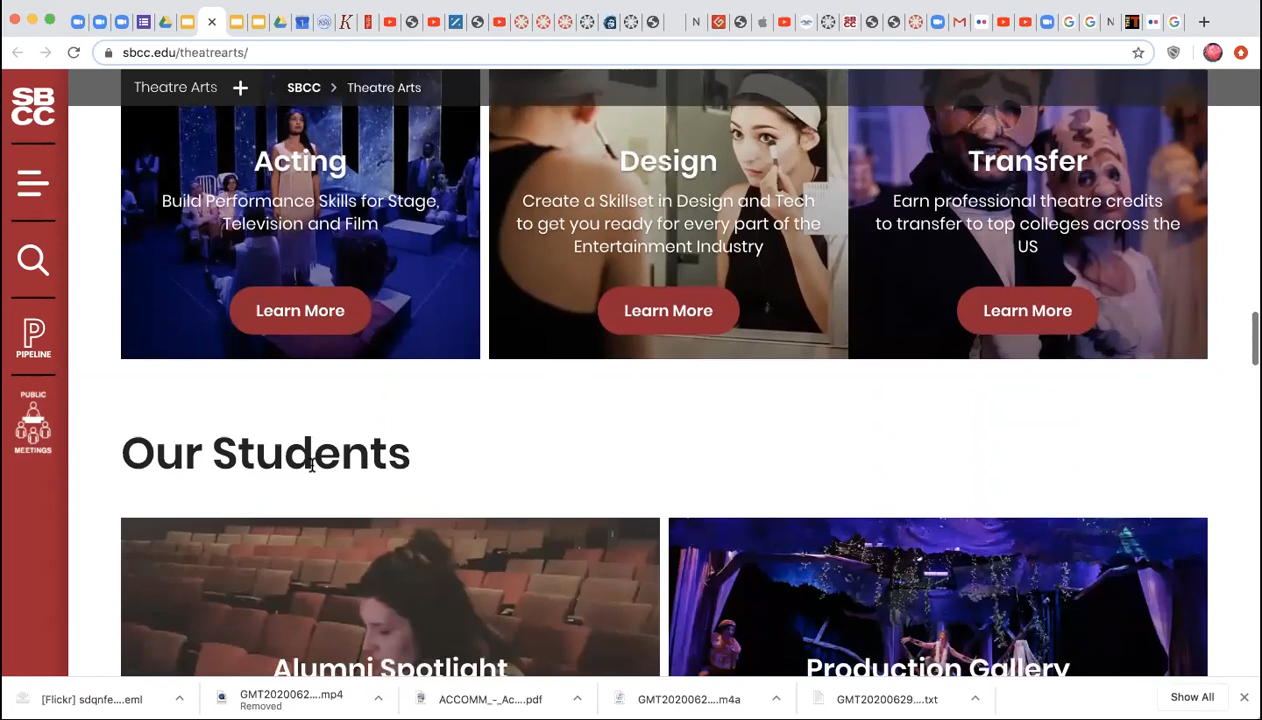 N
N
sbcc.edu/theatrearts/
SB
CC
Theatre Arts +
SBCC > Theatre Arts
Acting
Build Performance Skills for Stage,
Television and Film
Learn More
Design
Create a Skillset in Design and Tech
to get you ready for every part of the
Entertainment Industry
Learn More
Transfer
Earn professional theatre credits
to transfer to top colleges across the
US
Learn More
P
PIPELINE
PUBLIC
MEETINGS
Our Students
Alumni Spotlight
Production Gallery
[Flickr] sdqnfe....eml
GMT2020062....mp4
Removed
ACCOMM_-_Ac....pdf
GMT2020062....m4a
GMT20200629....txt
Show All